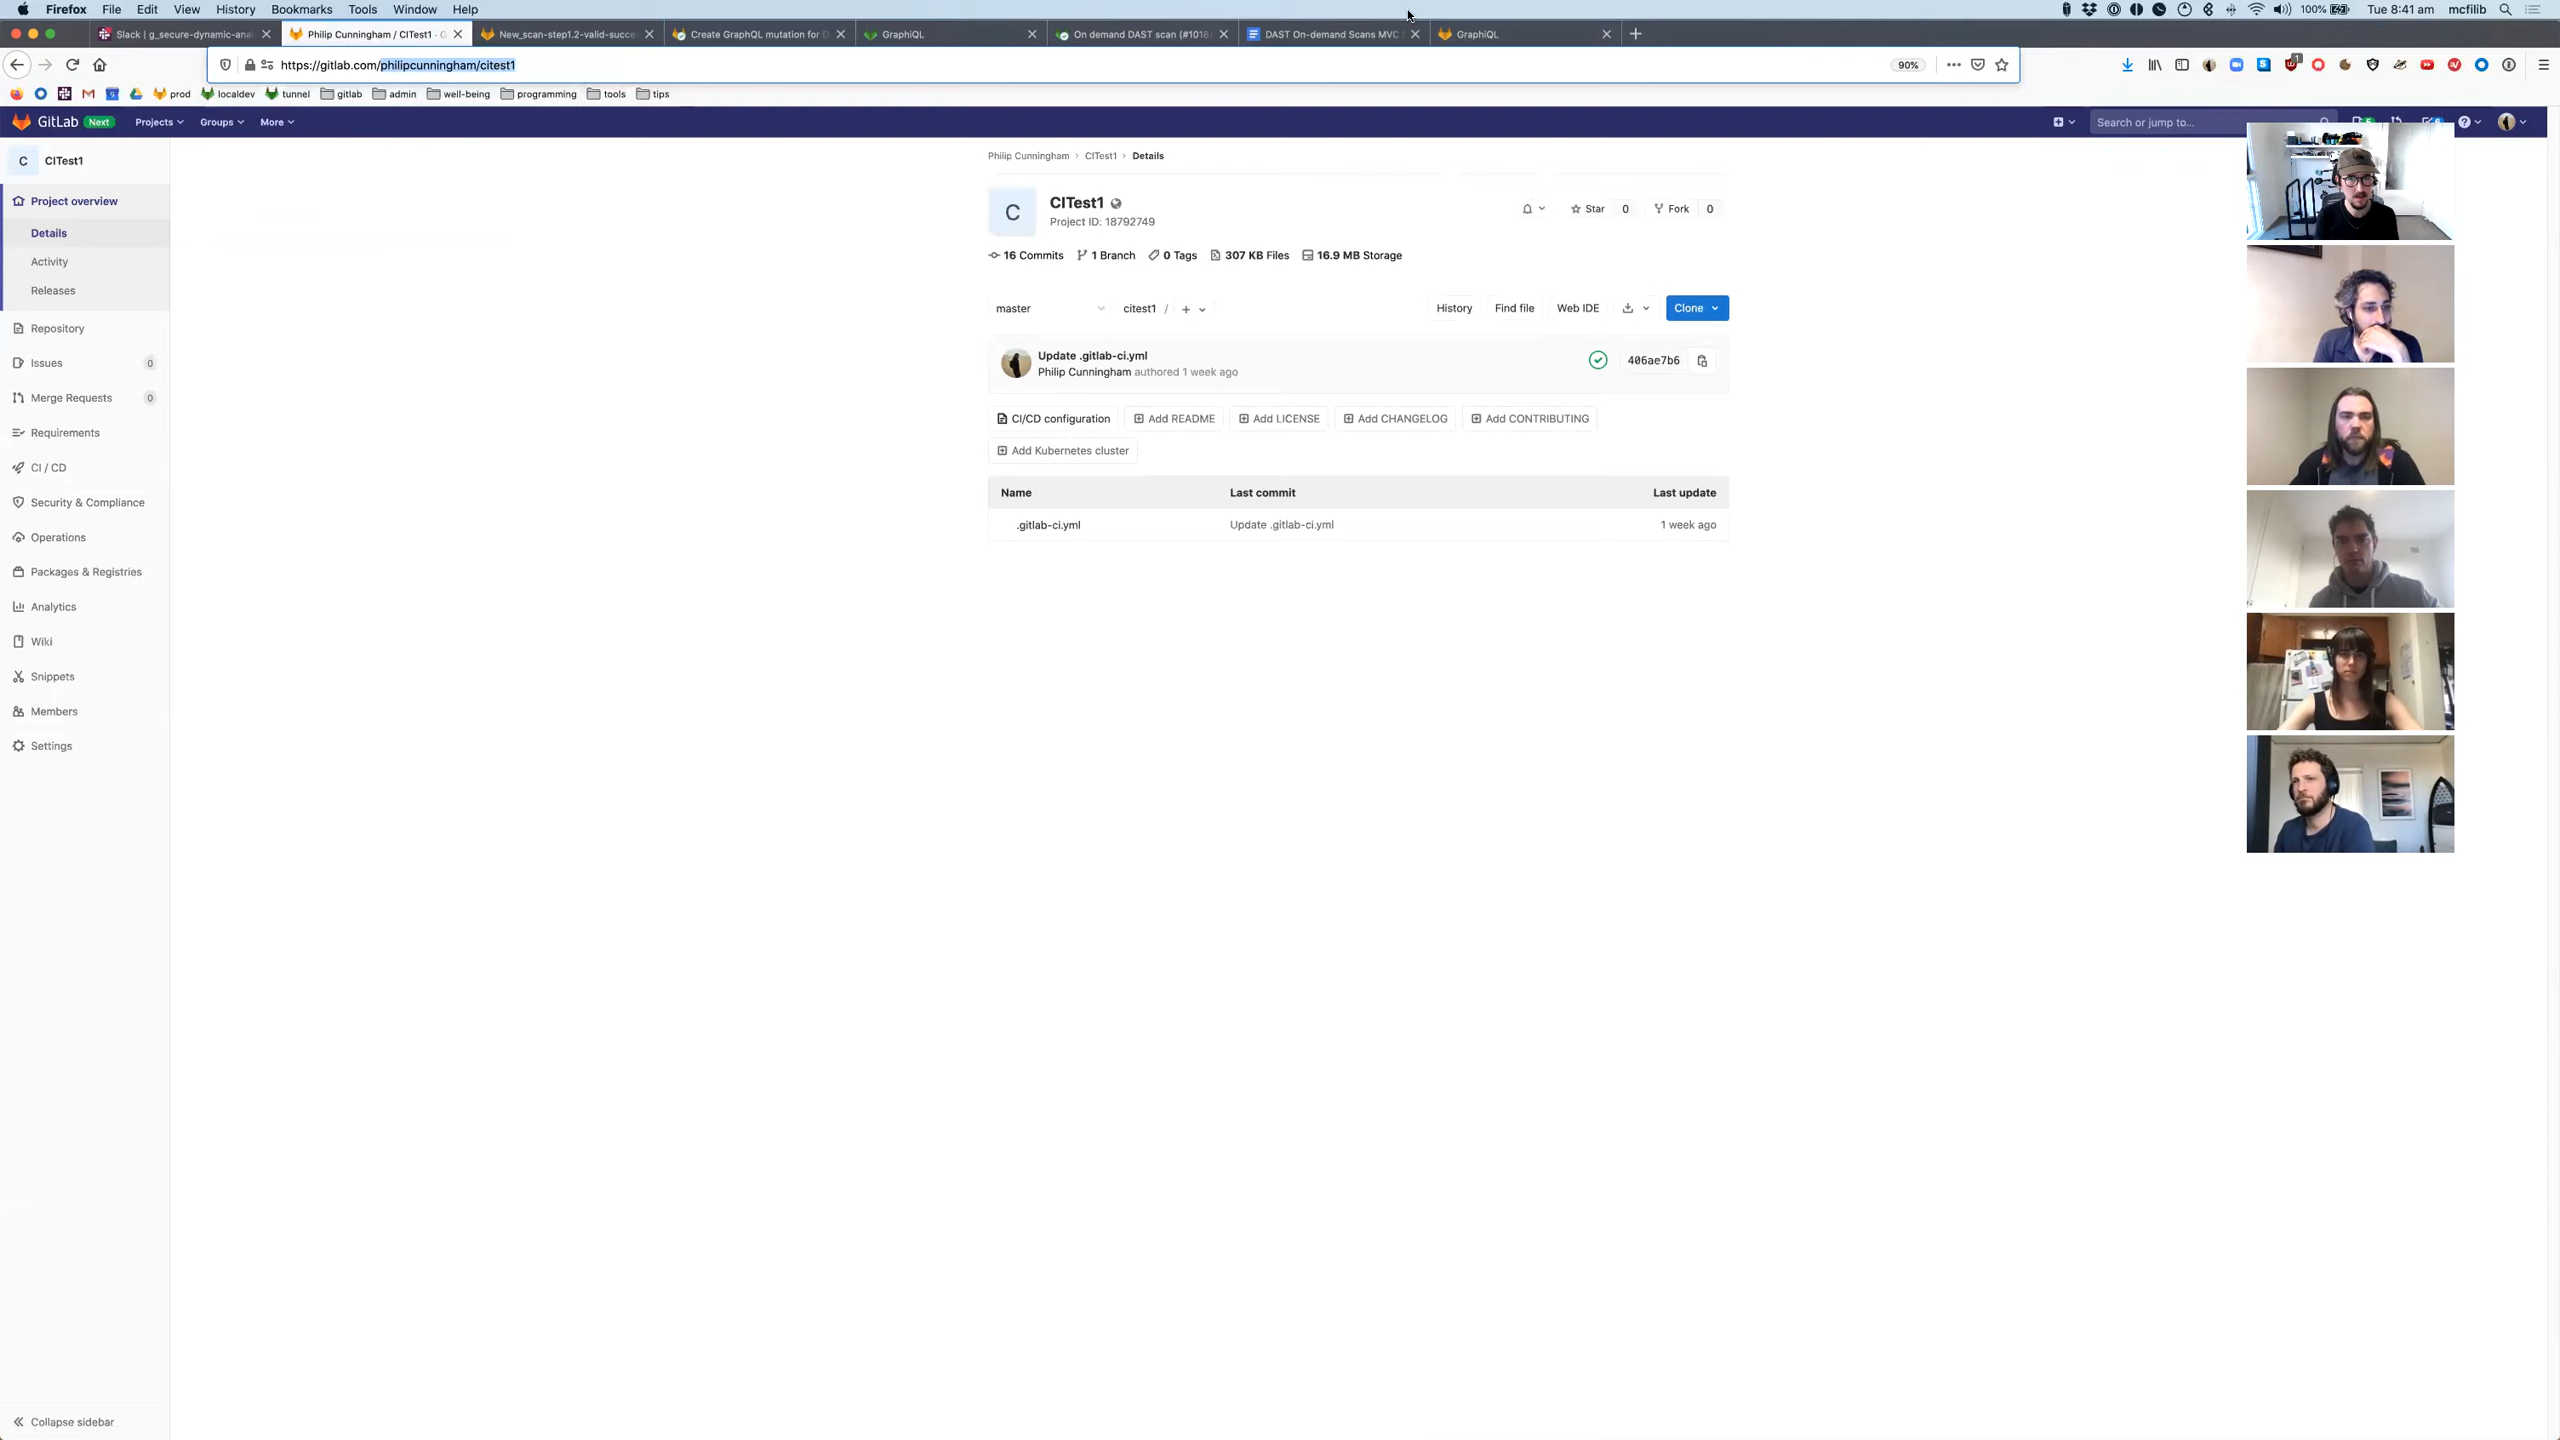 Firefox File Edit View History Bookmarks Tools Window Help
100% Tue 8:41 am mcfilib
Slack | g_secure-dynamic-anal
Philip Cunningham / CITest1 · G
New_scan-step1.2-valid-succe
Create GraphQL mutation for D
GraphiQL
On demand DAST scan (#1018
DAST On-demand Scans MVC
GraphiQL
https://gitlab.com/philipcunningham/citest1
90%
prod localdev tunnel gitlab admin well-being programming tools tips
GitLab Next Projects Groups More
Search or jump to...
C CITest1
Project overview
Details
Activity
Releases
Repository
Issues 0
Merge Requests 0
Requirements
CI / CD
Security & Compliance
Operations
Packages & Registries
Analytics
Wiki
Snippets
Members
Settings
Collapse sidebar
Philip Cunningham › CITest1 › Details
C
CITest1
Project ID: 18792749
Star 0 Fork 0
16 Commits 1 Branch 0 Tags 307 KB Files 16.9 MB Storage
master citest1 / +
History Find file Web IDE Clone
Update .gitlab-ci.yml
Philip Cunningham authored 1 week ago
406ae7b6
CI/CD configuration Add README Add LICENSE Add CHANGELOG Add CONTRIBUTING
Add Kubernetes cluster
Name Last commit Last update
.gitlab-ci.yml Update .gitlab-ci.yml 1 week ago